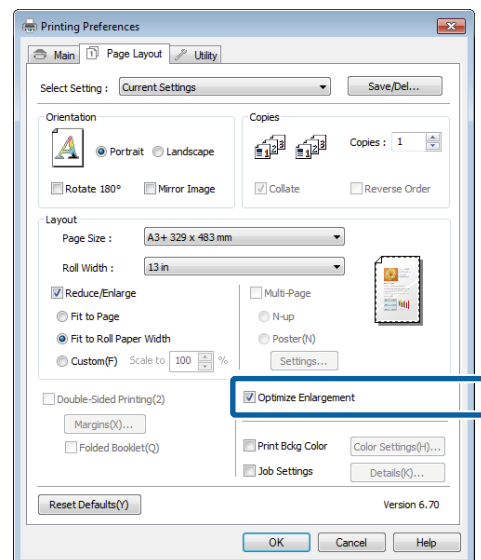 Printing Preferences
Main Page Layout Utility
Select Setting : Current Settings Save/Del...
Orientation Copies
Portrait Landscape Copies : 1
Rotate 180° Mirror Image Collate Reverse Order
Layout
Page Size : A3+ 329 x 483 mm
Roll Width : 13 in
Reduce/Enlarge Multi-Page
Fit to Page N-up
Fit to Roll Paper Width Poster(N)
Custom(F) Scale to 100 % Settings...
Double-Sided Printing(2) Optimize Enlargement
Margins(X)...
Folded Booklet(Q) Print Bckg Color Color Settings(H)...
Job Settings Details(K)...
Reset Defaults(Y) Version 6.70
OK Cancel Help